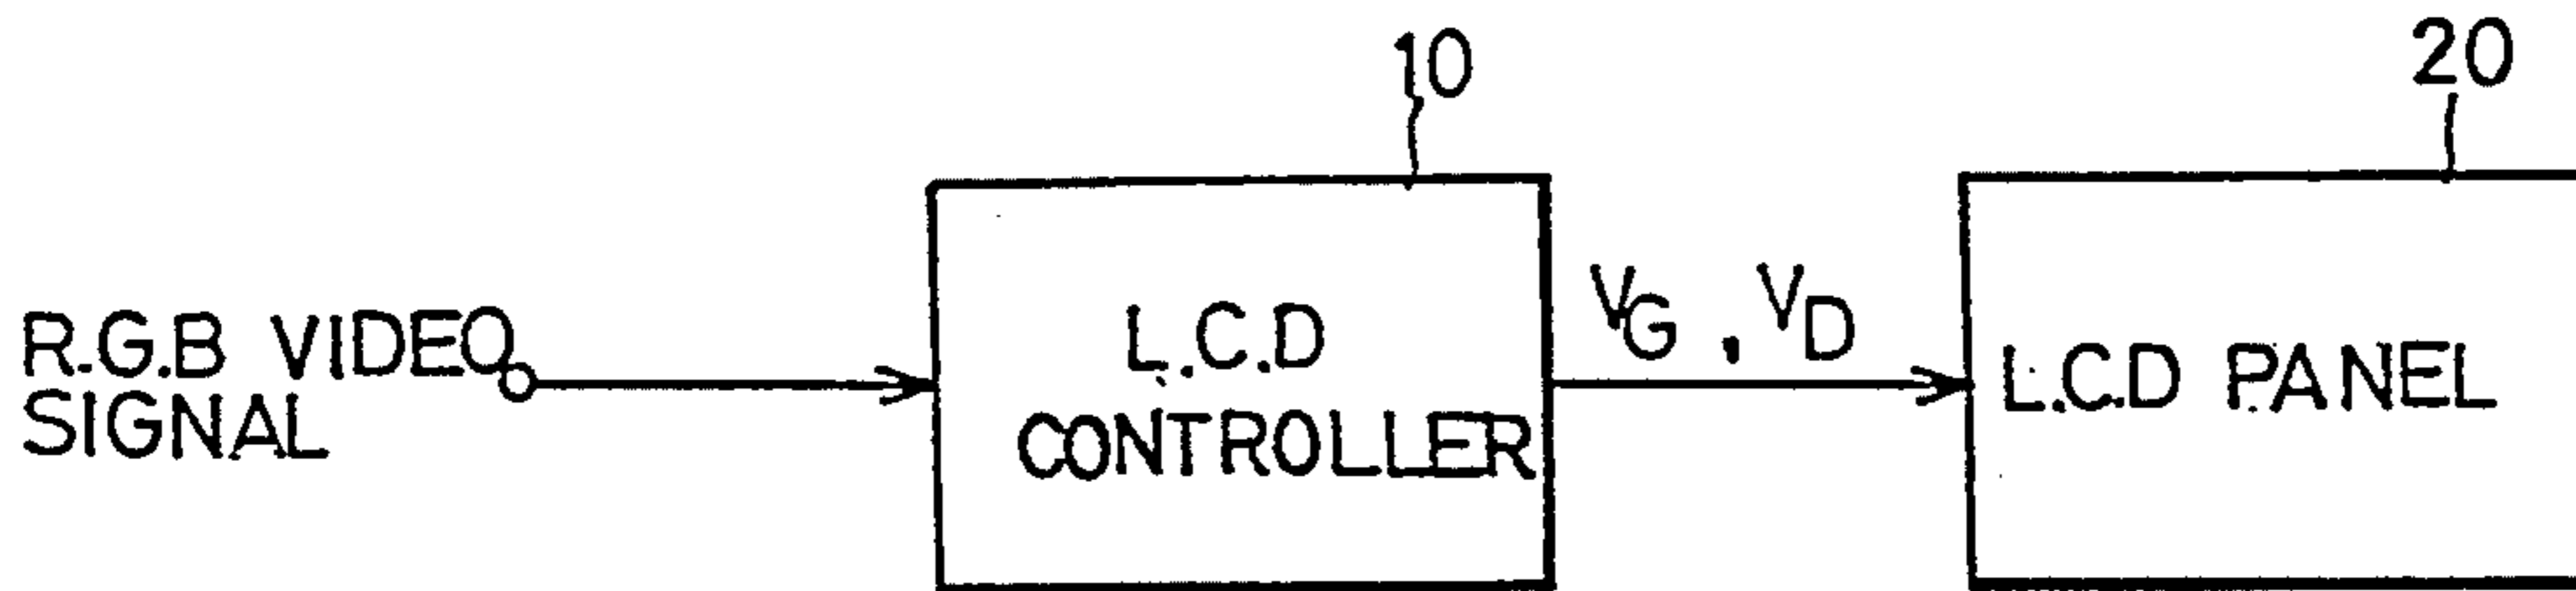 10
20
R.G.B VIDEO
SIGNAL
L.C.D
CONTROLLER
VG , VD
L.C.D PANEL